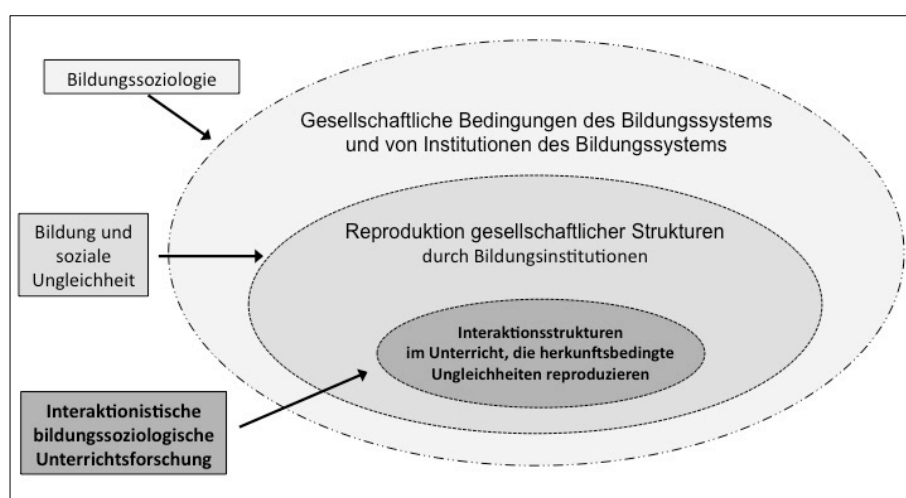 Bildungssoziologie
Gesellschaftliche Bedingungen des Bildungssystems
und von Institutionen des Bildungssystems
Bildung und
soziale
Ungleichheit
Reproduktion gesellschaftlicher Strukturen
durch Bildungsinstitutionen
Interaktionsstrukturen
im Unterricht, die herkunftsbedingte
Ungleichheiten reproduzieren
Interaktionistische
bildungssoziologische
Unterrichtsforschung